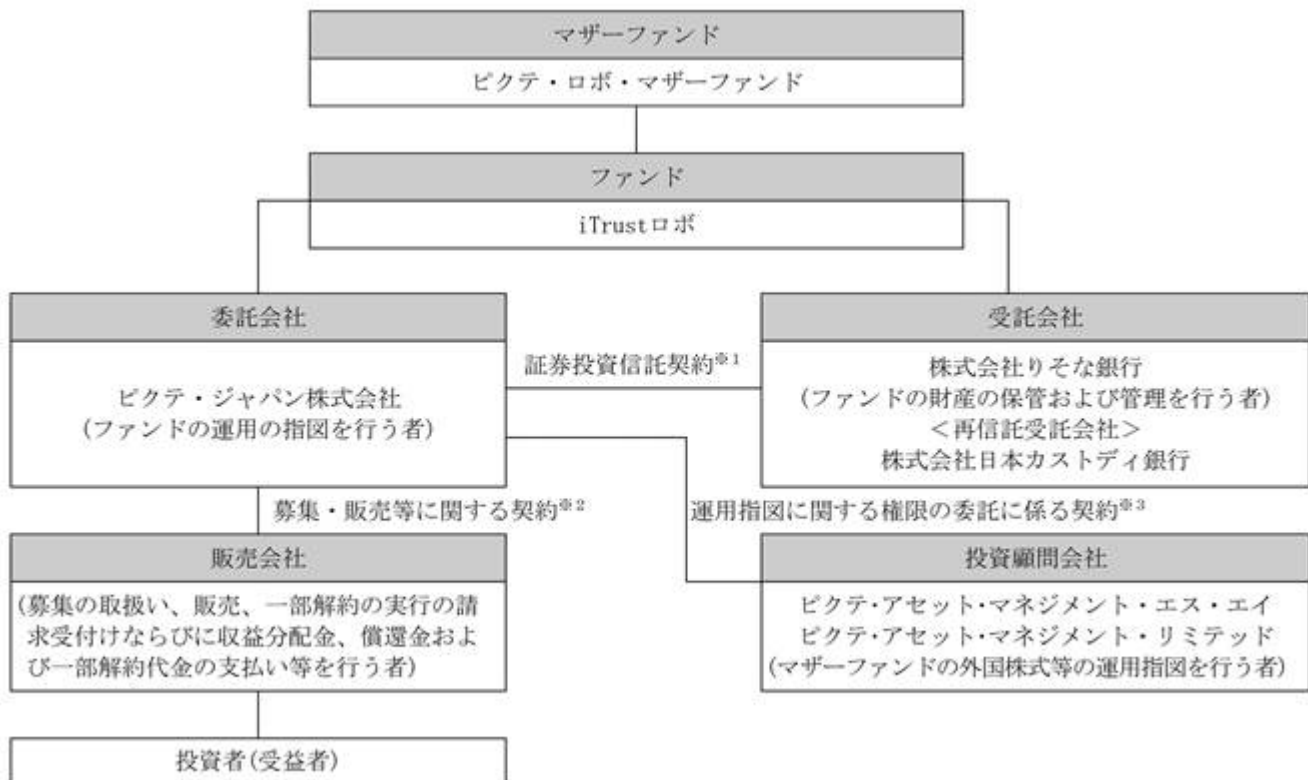 マザーファンド
ピクテ・ロボ・マザーファンド
ファンド
iTrustロボ
委託会社
ピクテ・ジャパン株式会社
(ファンドの運用の指図を行う者)
証券投資信託契約※1
受託会社
株式会社りそな銀行
(ファンドの財産の保管および管理を行う者)
<再信託受託会社>
株式会社日本カストディ銀行
募集・販売等に関する契約※2
運用指図に関する権限の委託に係る契約※3
販売会社
(募集の取扱い、販売、一部解約の実行の請
求受付けならびに収益分配金、償還金およ
び一部解約代金の支払い等を行う者)
投資顧問会社
ピクテ・アセット・マネジメント・エス・エイ
ピクテ・アセット・マネジメント・リミテッド
(マザーファンドの外国株式等の運用指図を行う者)
投資者(受益者)